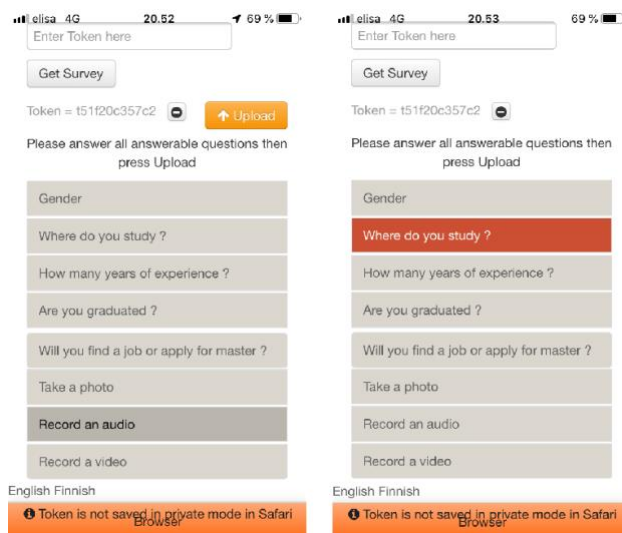 elisa 4G 20.52 69 %
Enter Token here
Get Survey
Token = t51f20c357c2 Upload
Please answer all answerable questions then
press Upload
Gender
Where do you study ?
How many years of experience ?
Are you graduated ?
Will you find a job or apply for master ?
Take a photo
Record an audio
Record a video
English Finnish
Token is not saved in private mode in Safari
Browser
elisa 4G 20.53 69 %
Enter Token here
Get Survey
Token = t51f20c357c2
Please answer all answerable questions then
press Upload
Gender
Where do you study ?
How many years of experience ?
Are you graduated ?
Will you find a job or apply for master ?
Take a photo
Record an audio
Record a video
English Finnish
Token is not saved in private mode in Safari
Browser